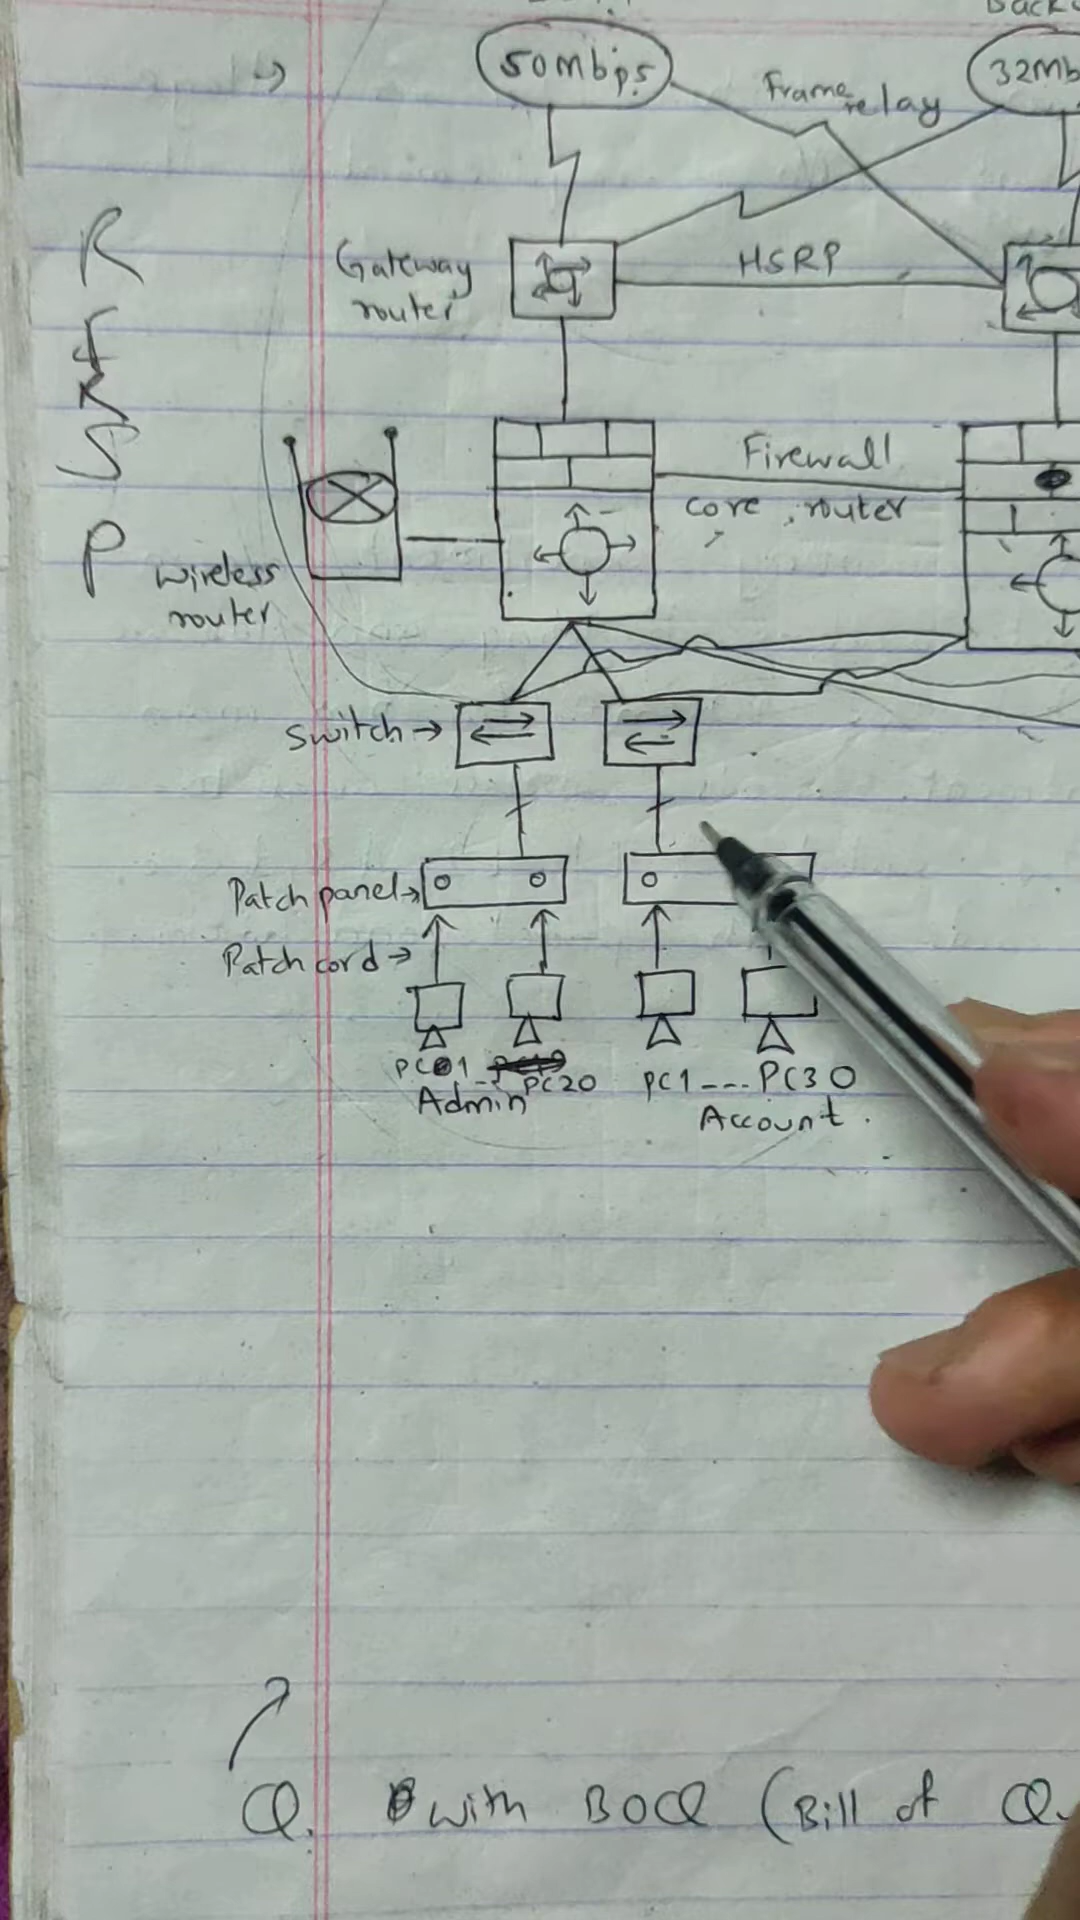 50mbps
32Mb
Frame
relay
HSRP
Gateway
router
R
F
R
S
P
Firewall
core router
wireless
router
Switch→
Patch panel→
Patch cord→
PC01 - PC20
Admin
PC1---PC30
Account.
Q. with BOQ (Bill of Q.